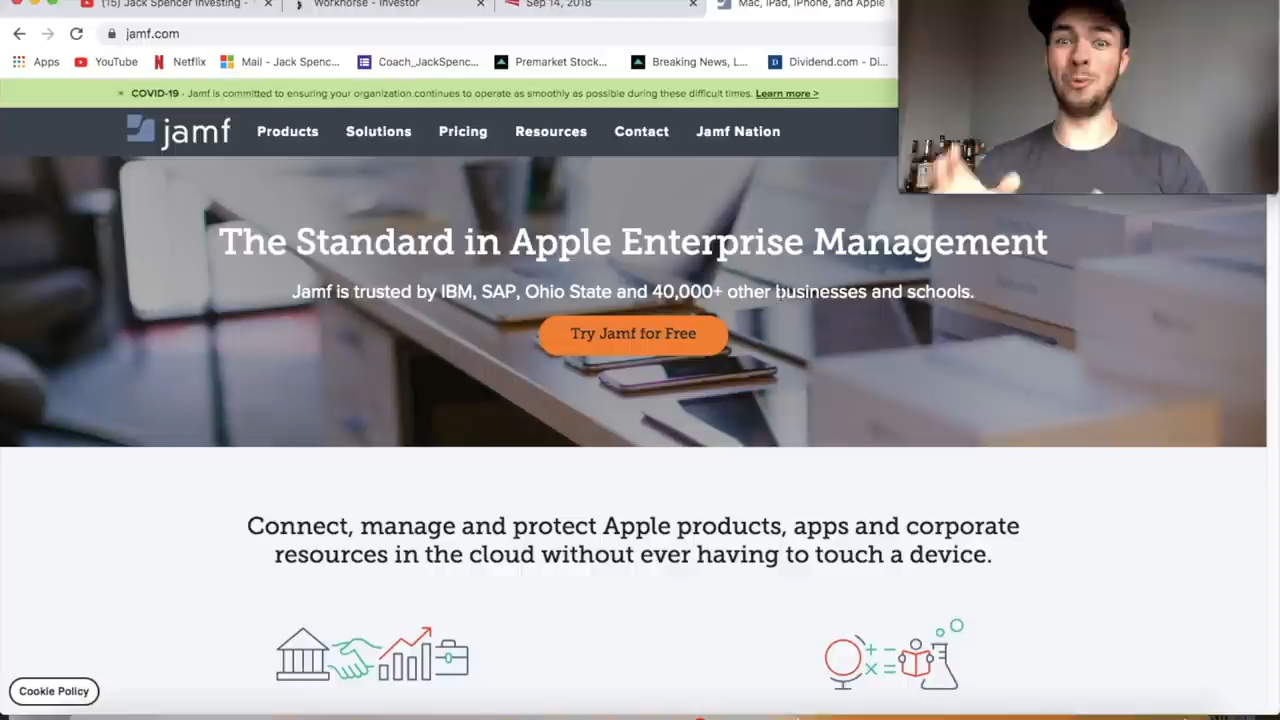 (15) Jack Spencer Investing -
Workhorse - Investor
Sep 14, 2018
Mac, iPad, iPhone, and Apple
jamf.com
Apps
YouTube
Netflix
Mail - Jack Spenc...
Coach_JackSpenc...
Premarket Stock...
Breaking News, L...
Dividend.com - Di...
COVID-19 - Jamf is committed to ensuring your organization continues to operate as smoothly as possible during these difficult times. Learn more >
jamf
Products
Solutions
Pricing
Resources
Contact
Jamf Nation
The Standard in Apple Enterprise Management
Jamf is trusted by IBM, SAP, Ohio State and 40,000+ other businesses and schools.
Try Jamf for Free
Connect, manage and protect Apple products, apps and corporate
resources in the cloud without ever having to touch a device.
Cookie Policy